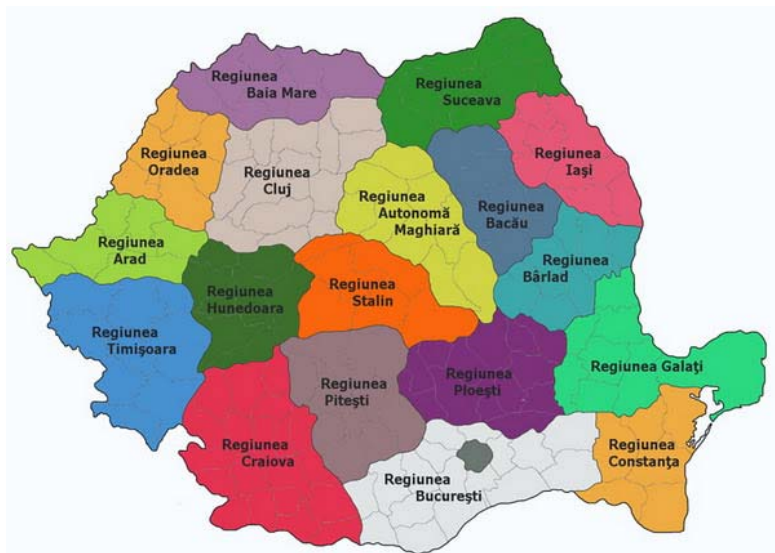 Regiunea
Baia Mare
Regiunea
Suceava
Regiunea
Oradea
Regiunea
Cluj
Regiunea
Iaşi
Regiunea
Autonomă
Maghiară
Regiunea
Bacău
Regiunea
Arad
Regiunea
Hunedoara
Regiunea
Stalin
Regiunea
Bârlad
Regiunea
Timişoara
Regiunea
Piteşti
Regiunea
Ploeşti
Regiunea Galaţi
Regiunea
Craiova
Regiunea
Bucureşti
Regiunea
Constanţa